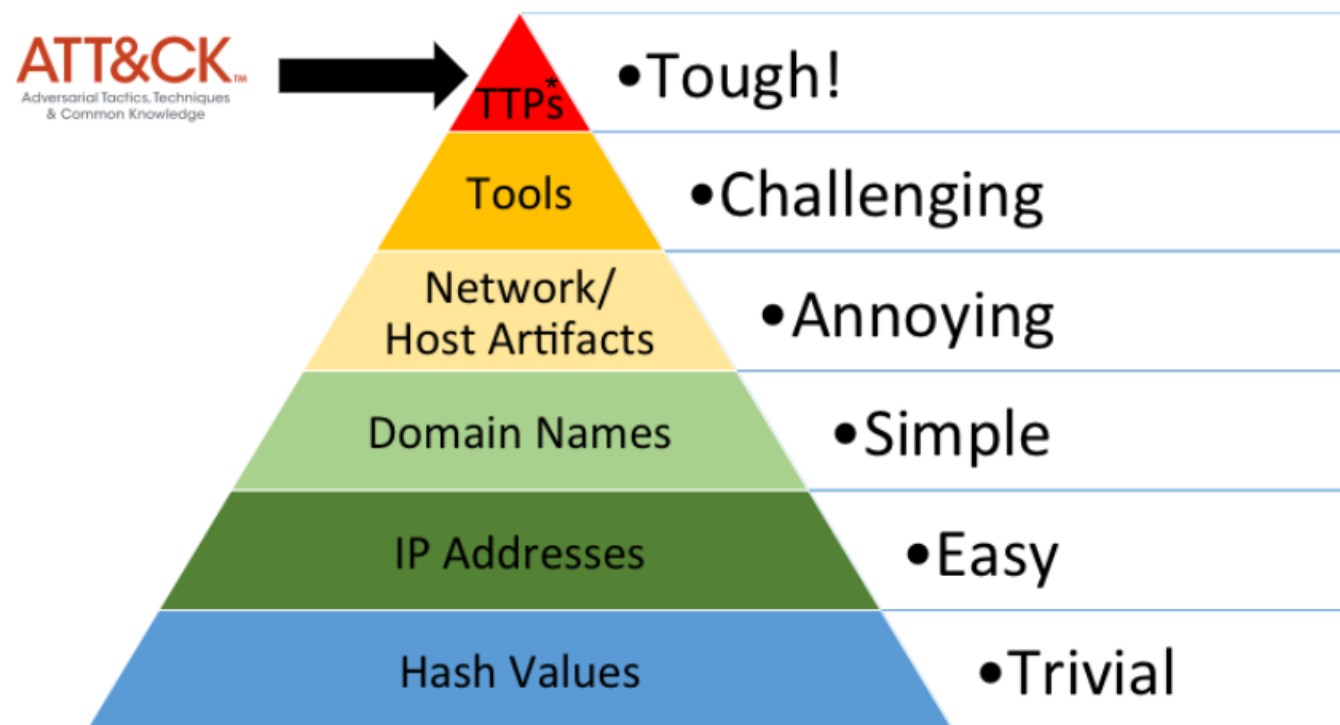 ATT&CK™
Adversarial Tactics, Techniques
& Common Knowledge
TTPs*
•Tough!
Tools
•Challenging
Network/
Host Artifacts
•Annoying
Domain Names
•Simple
IP Addresses
•Easy
Hash Values
•Trivial